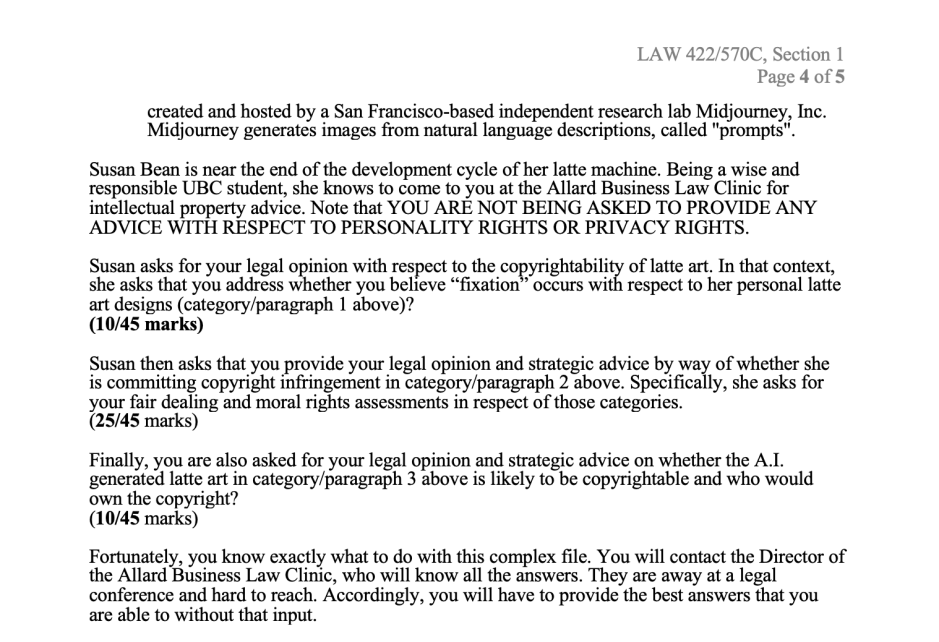 LAW 422/570C, Section 1
Page 4 of 5
created and hosted by a San Francisco-based independent research lab Midjourney, Inc.
Midjourney generates images from natural language descriptions, called "prompts".
Susan Bean is near the end of the development cycle of her latte machine. Being a wise and
responsible UBC student, she knows to come to you at the Allard Business Law Clinic for
intellectual property advice. Note that YOU ARE NOT BEING ASKED TO PROVIDE ANY
ADVICE WITH RESPECT TO PERSONALITY RIGHTS OR PRIVACY RIGHTS.
Susan asks for your legal opinion with respect to the copyrightability of latte art. In that context,
she asks that you address whether you believe “fixation” occurs with respect to her personal latte
art designs (category/paragraph 1 above)?
(10/45 marks)
Susan then asks that you provide your legal opinion and strategic advice by way of whether she
is committing copyright infringement in category/paragraph 2 above. Specifically, she asks for
your fair dealing and moral rights assessments in respect of those categories.
(25/45 marks)
Finally, you are also asked for your legal opinion and strategic advice on whether the A.I.
generated latte art in category/paragraph 3 above is likely to be copyrightable and who would
own the copyright?
(10/45 marks)
Fortunately, you know exactly what to do with this complex file. You will contact the Director of
the Allard Business Law Clinic, who will know all the answers. They are away at a legal
conference and hard to reach. Accordingly, you will have to provide the best answers that you
are able to without that input.